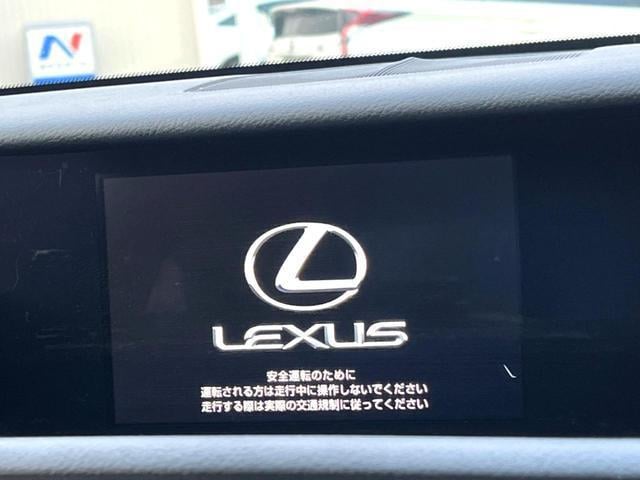 LEXUS
安全運転のために
運転される方は走行中に操作しないでください
走行する際は実際の交通規制に従ってください